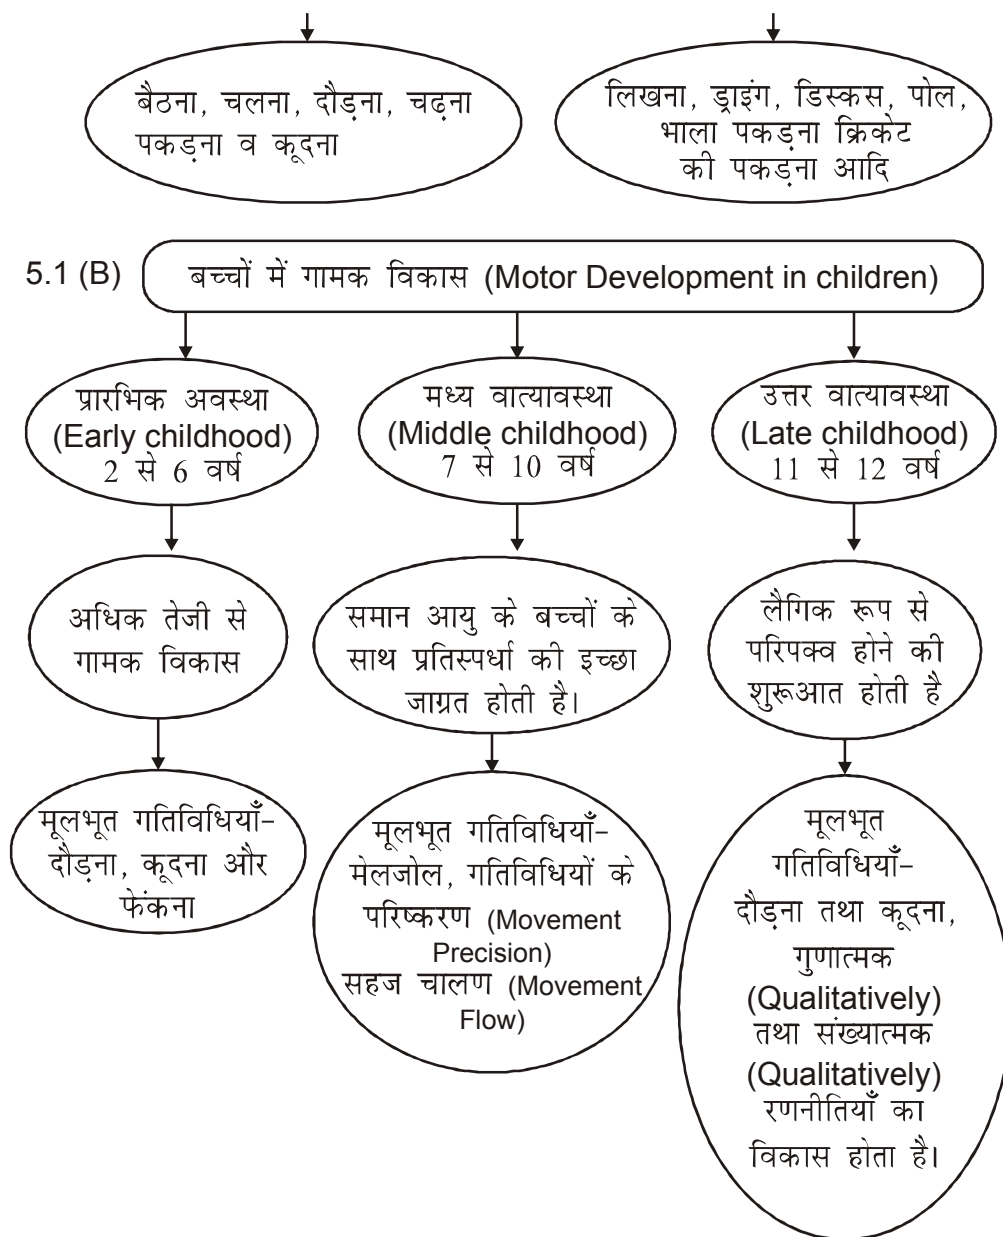 बैठना, चलना, दौड़ना, चढ़ना
पकड़ना व कूदना
लिखना, ड्राइंग, डिस्कस, पोल,
भाला पकड़ना क्रिकेट
की पकड़ना आदि
5.1 (B)
बच्चों में गामक विकास (Motor Development in children)
प्रारभिक अवस्था
(Early childhood)
2 से 6 वर्ष
मध्य वात्यावस्था
(Middle childhood)
7 से 10 वर्ष
उत्तर वात्यावस्था
(Late childhood)
11 से 12 वर्ष
अधिक तेजी से
गामक विकास
समान आयु के बच्चों के
साथ प्रतिस्पर्धा की इच्छा
जाग्रत होती है।
लैगिक रूप से
परिपक्व होने की
शुरूआत होती है
मूलभूत गतिविधियाँ-
दौड़ना, कूदना और
फेंकना
मूलभूत गतिविधियाँ-
मेलजोल, गतिविधियों के
परिष्करण (Movement
Precision)
सहज चालण (Movement
Flow)
मूलभूत
गतिविधियाँ-
दौड़ना तथा कूदना,
गुणात्मक
(Qualitatively)
तथा संख्यात्मक
(Qualitatively)
रणनीतियाँ का
विकास होता है।